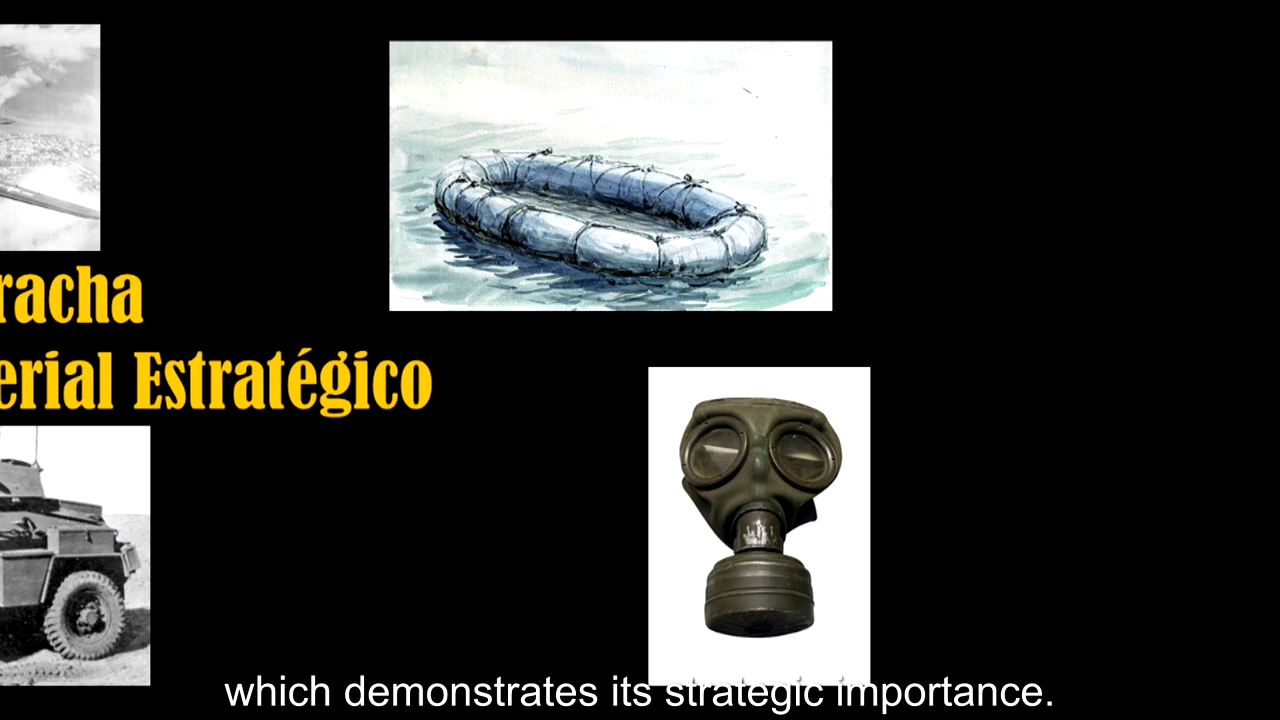 racha
erial Estratégico
which demonstrates its strategic importance.